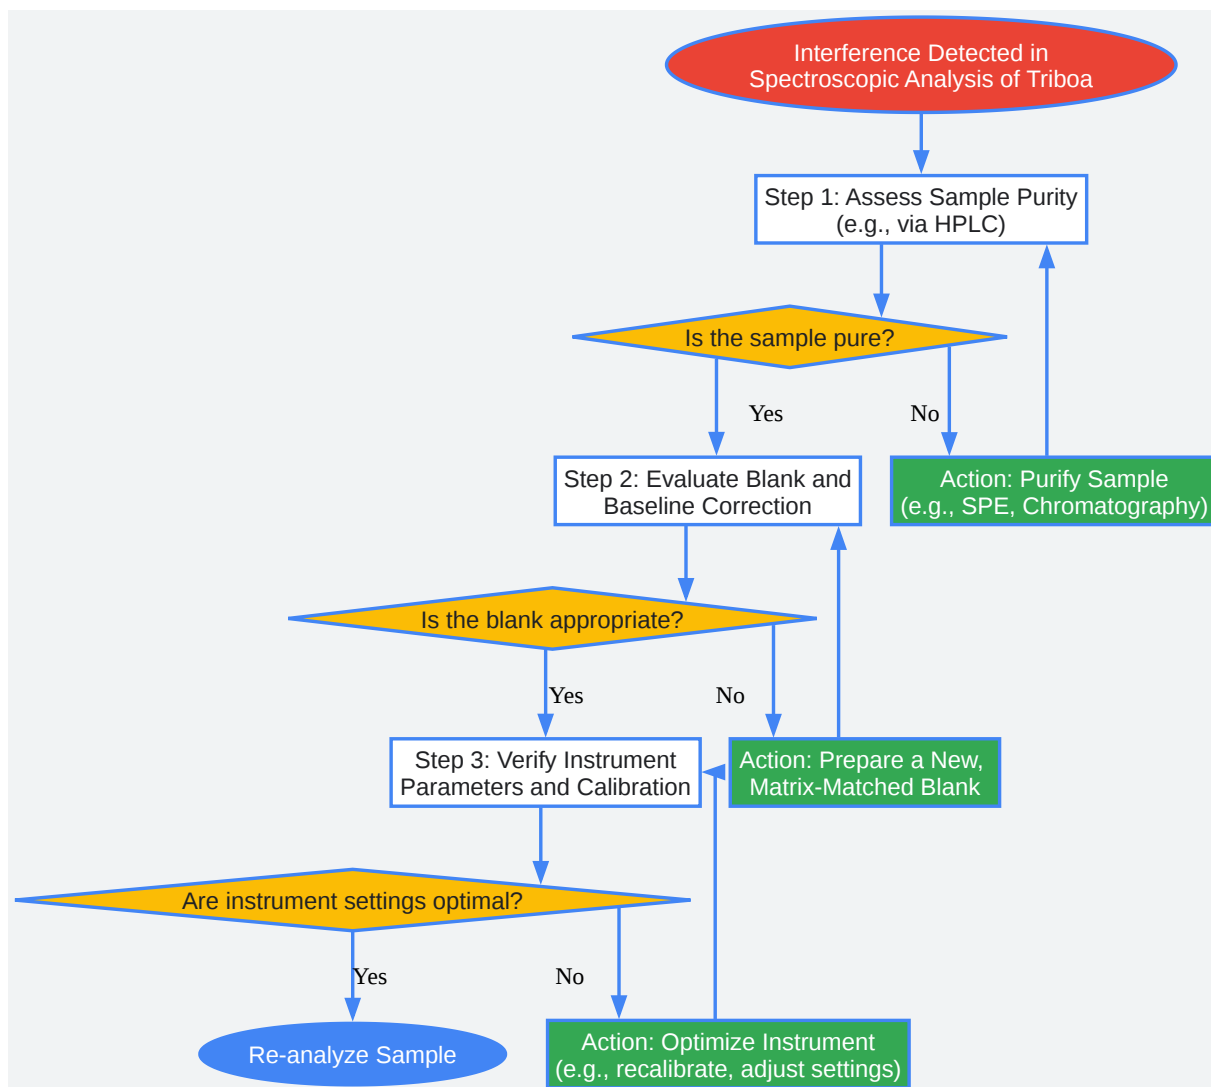 Interference Detected in
Spectroscopic Analysis of Triboa
Step 1: Assess Sample Purity
(e.g., via HPLC)
Is the sample pure?
Yes
No
Step 2: Evaluate Blank and
Baseline Correction
Action: Purify Sample
(e.g., SPE, Chromatography)
Is the blank appropriate?
Yes
No
Step 3: Verify Instrument
Parameters and Calibration
Action: Prepare a New,
Matrix-Matched Blank
Are instrument settings optimal?
Yes
No
Re-analyze Sample
Action: Optimize Instrument
(e.g., recalibrate, adjust settings)